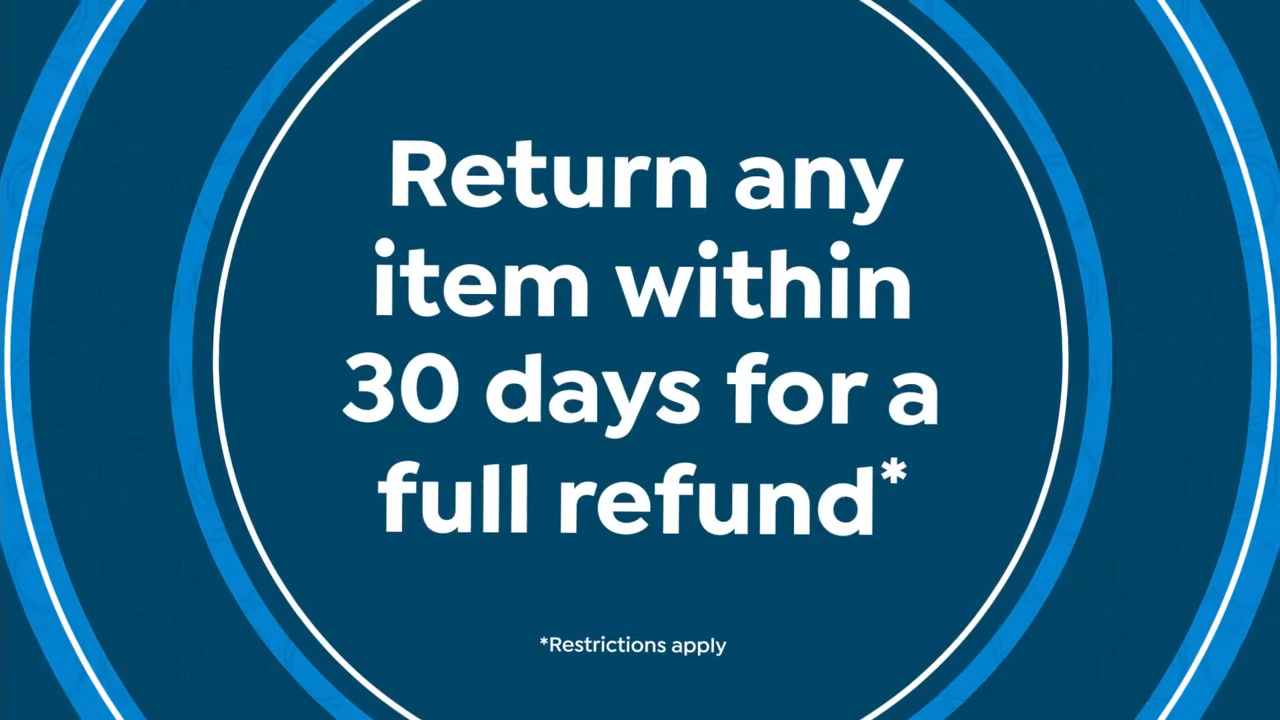 Return any
item within
30 days for a
full refund*
*Restrictions apply